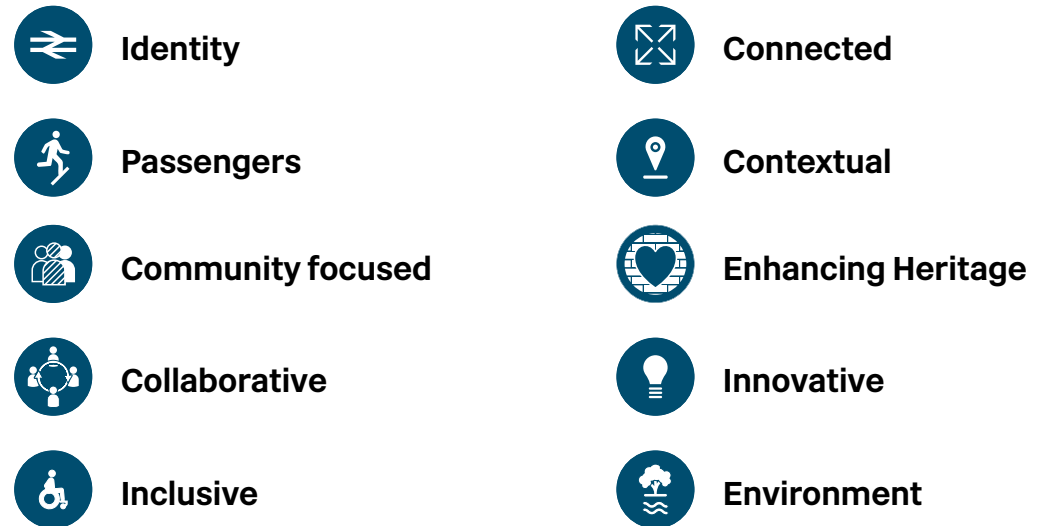 Identity
Passengers
Community focused
Collaborative
Inclusive
Connected
Contextual
Enhancing Heritage
Innovative
Environment